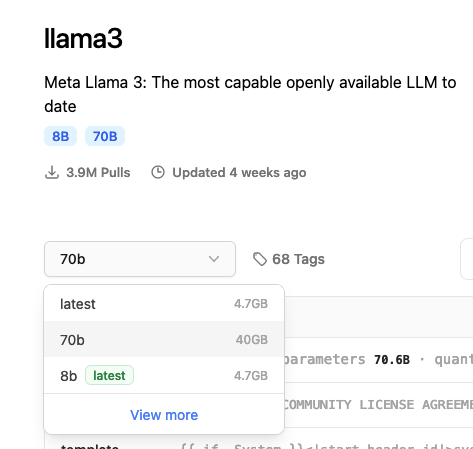 llama3
Meta Llama 3: The most capable openly available LLM to
date
8B 70B
3.9M Pulls Updated 4 weeks ago
70b 68 Tags
latest 4.7GB
70b 40GB
parameters 70.6B · quant
8b latest 4.7GB
COMMUNITY LICENSE AGREEME
View more
template {{ if .System }}<|start_header_id|>sys